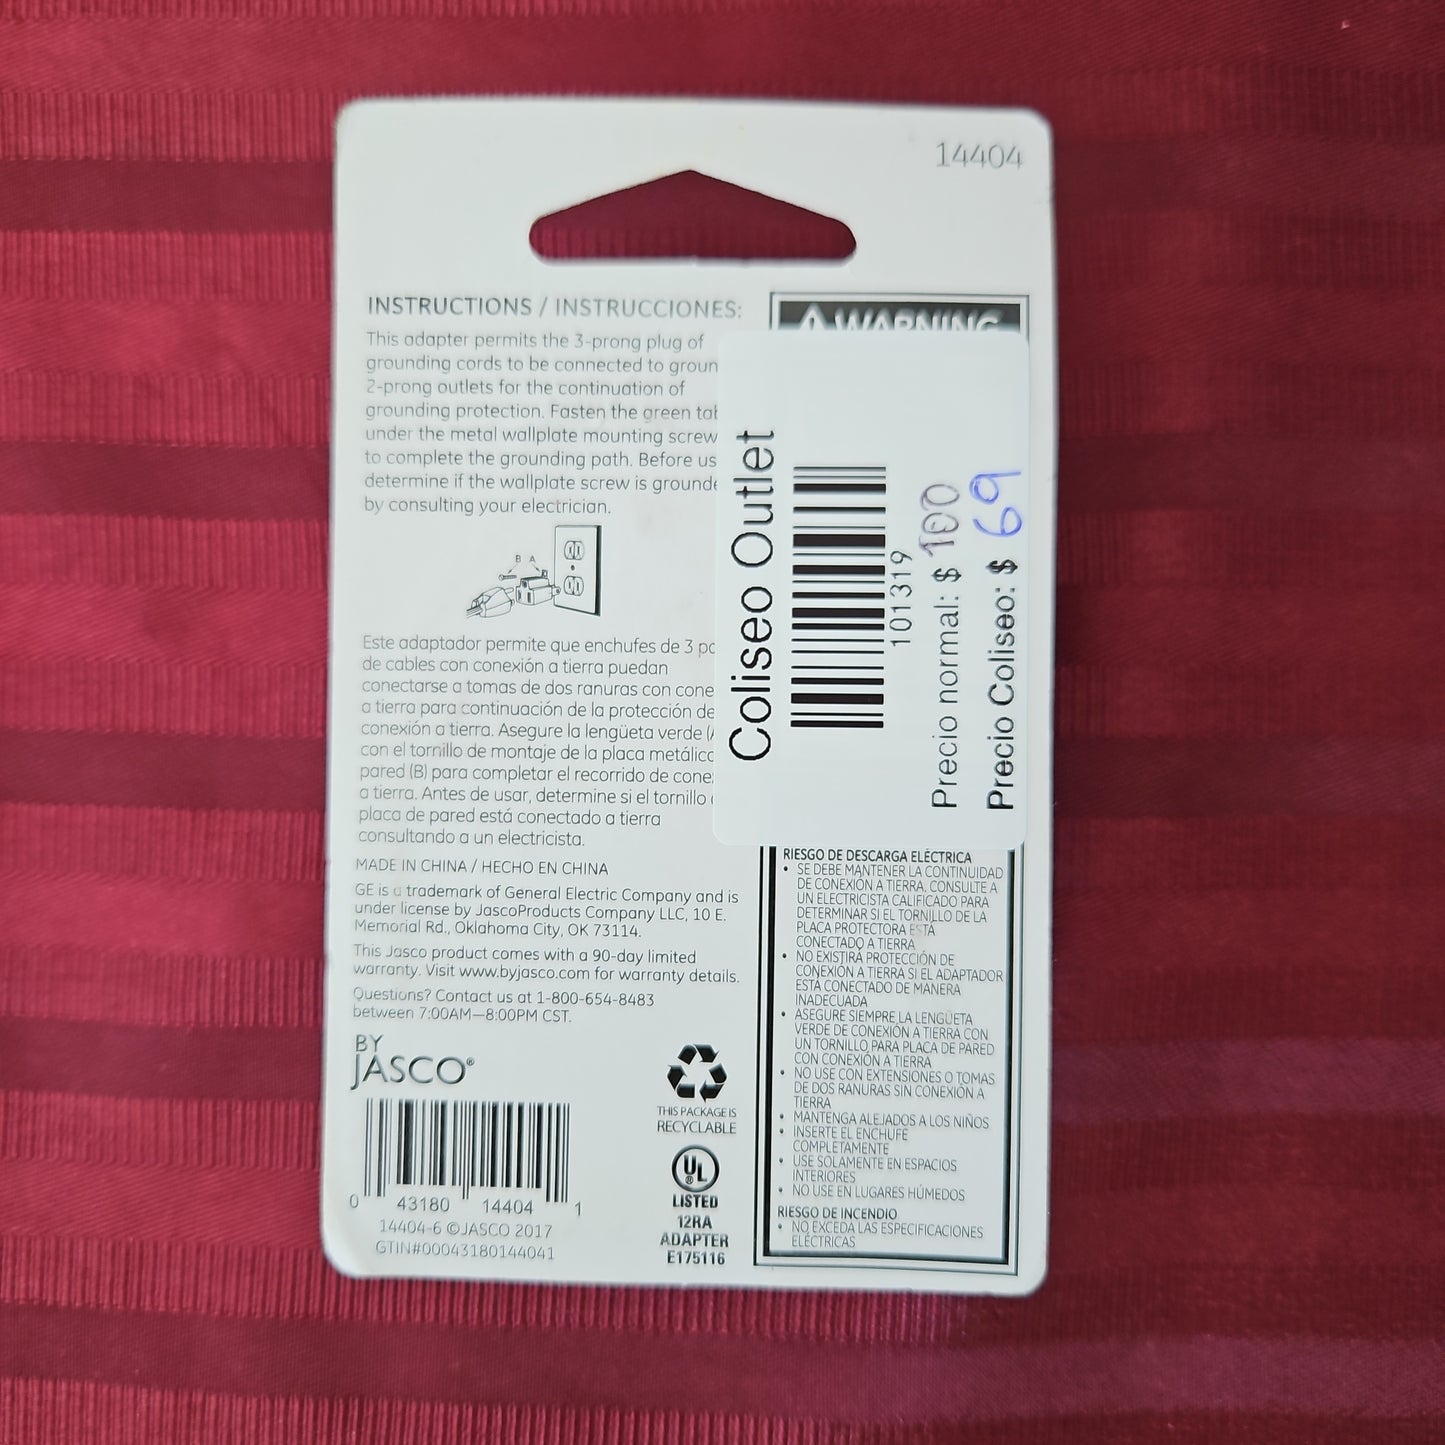 14404
INSTRUCTIONS / INSTRUCCIONES:
This adapter permits the 3-prong plug of
grounding cords to be connected to
2-prong outlets for the continuation of
grounding protection. Fasten the green
under the metal wallplate mounting screw
to complete the grounding path. Before
determine if the wallplate screw is
by consulting your electrician.
B A
Este adaptador permite que enchufes de 3
de cables con conexión a tierra puedan
conectarse a tomas de dos ranuras con
a tierra para continuación de la protección de
conexión a tierra. Asegure la lengüeta verde
con el tornillo de montaje de la placa
pared (B) para completar el recorrido de
a tierra. Antes de usar, determine si el tornillo
placa de pared está conectado a tierra
consultando a un electricista.
MADE IN CHINA / HECHO EN CHINA
GE is a trademark of General Electric Company and is
under license by JascoProducts Company LLC, 10 E.
Memorial Rd., Oklahoma City, OK 73114.
This Jasco product comes with a 90-day limited
warranty. Visit www.byjasco.com for warranty details.
Questions? Contact us at 1-800-654-8483
between 7:00AM—8:00PM CST.
BY
JASCO®
0 43180 14404 1
14404-6 ©JASCO 2017
GTIN#00043180144041
THIS PACKAGE IS
RECYCLABLE
UL
LISTED
12RA
ADAPTER
E175116
WARNING
Coliseo Outlet
101319
Precio normal: $ 100
Precio Coliseo: $ 69
RIESGO DE DESCARGA ELÉCTRICA
• SE DEBE MANTENER LA CONTINUIDAD
DE CONEXIÓN A TIERRA. CONSULTE A
UN ELECTRICISTA CALIFICADO PARA
DETERMINAR SI EL TORNILLO DE LA
PLACA PROTECTORA ESTÁ
CONECTADO A TIERRA
• NO EXISTIRÁ PROTECCIÓN DE
CONEXIÓN A TIERRA SI EL ADAPTADOR
ESTÁ CONECTADO DE MANERA
INADECUADA
• ASEGURE SIEMPRE LA LENGÜETA
VERDE DE CONEXIÓN A TIERRA CON
UN TORNILLO PARA PLACA DE PARED
CON CONEXIÓN A TIERRA
• NO USE CON EXTENSIONES O TOMAS
DE DOS RANURAS SIN CONEXIÓN A
TIERRA
• MANTENGA ALEJADOS A LOS NIÑOS
• INSERTE EL ENCHUFE
COMPLETAMENTE
• USE SOLAMENTE EN ESPACIOS
INTERIORES
• NO USE EN LUGARES HÚMEDOS
RIESGO DE INCENDIO
• NO EXCEDA LAS ESPECIFICACIONES
ELÉCTRICAS